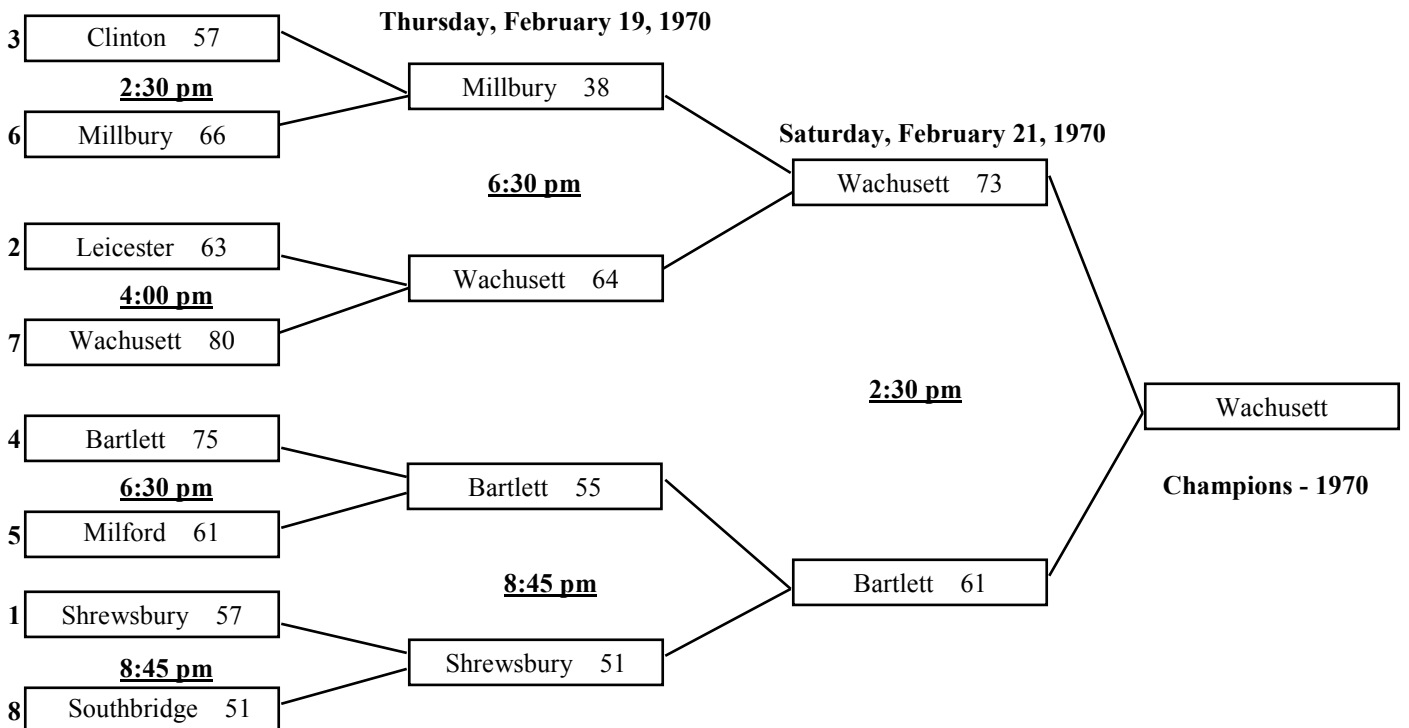 Thursday, February 19, 1970
3 Clinton 57
2:30 pm
6 Millbury 66
Millbury 38
6:30 pm
Saturday, February 21, 1970
Wachusett 73
2 Leicester 63
4:00 pm
7 Wachusett 80
Wachusett 64
2:30 pm
Wachusett
Champions - 1970
4 Bartlett 75
6:30 pm
5 Milford 61
Bartlett 55
8:45 pm
Bartlett 61
1 Shrewsbury 57
8:45 pm
8 Southbridge 51
Shrewsbury 51